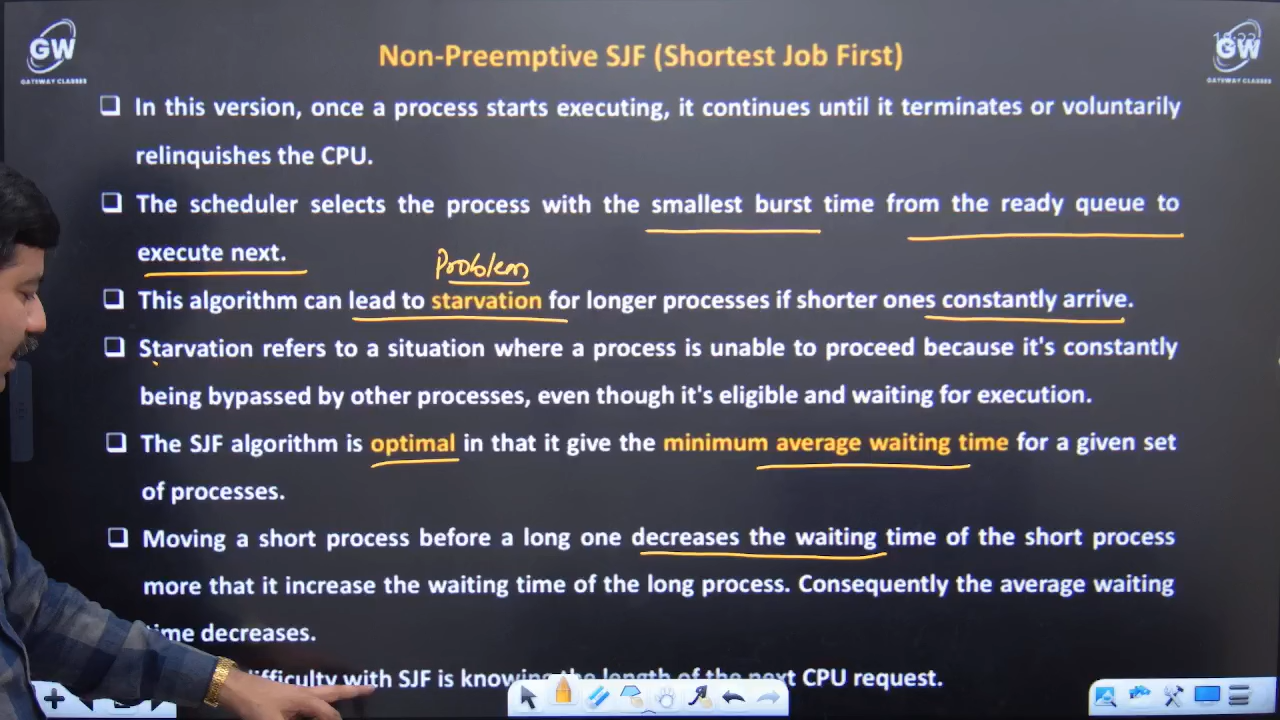 GW
GATEWAY CLASSES
GW
GATEWAY CLASSES
Non-Preemptive SJF (Shortest Job First)
In this version, once a process starts executing, it continues until it terminates or voluntarily
relinquishes the CPU.
The scheduler selects the process with the smallest burst time from the ready queue to
execute next.
Problem
This algorithm can lead to starvation for longer processes if shorter ones constantly arrive.
Starvation refers to a situation where a process is unable to proceed because it's constantly
being bypassed by other processes, even though it's eligible and waiting for execution.
The SJF algorithm is optimal in that it give the minimum average waiting time for a given set
of processes.
Moving a short process before a long one decreases the waiting time of the short process
more that it increase the waiting time of the long process. Consequently the average waiting
time decreases.
difficulty with SJF is knowing the length of the next CPU request.